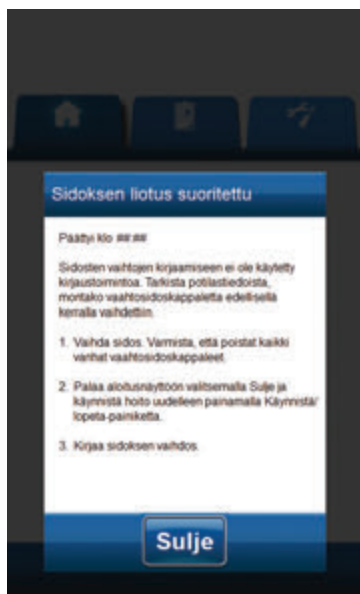 Sidoksen liotus suoritettu
Päättyi klo ##:##
Sidosten vaihtojen kirjaamiseen ei ole käytetty
kirjaustoimintoa. Tarkista potilastiedoista,
montako vaahtosidoskappaletta edellisellä
kerralla vaihdettiin.
1. Vaihda sidos. Varmista, että poistat kaikki
vanhat vaahtosidoskappaleet.
2. Palaa aloitusnäyttöön valitsemalla Sulje ja
käynnistä hoito uudelleen painamalla Käynnistä/
lopeta-painiketta.
3. Kirjaa sidoksen vaihdos.
Sulje